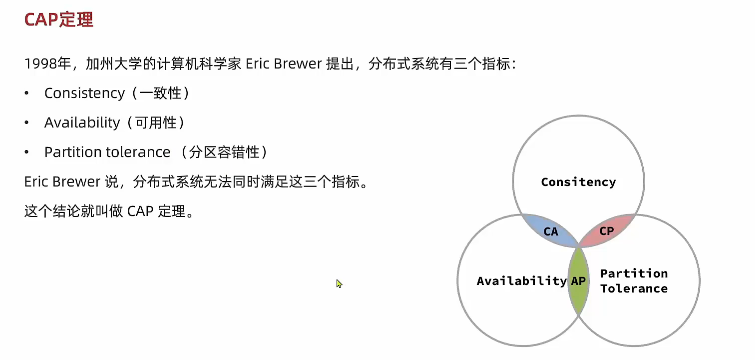 CAP定理
1998年，加州大学的计算机科学家 Eric Brewer 提出，分布式系统有三个指标：
• Consistency（一致性）
• Availability（可用性）
• Partition tolerance （分区容错性）
Eric Brewer 说，分布式系统无法同时满足这三个指标。
这个结论就叫做 CAP 定理。
Consitency
CA
CP
Availability
AP
Partition
Tolerance